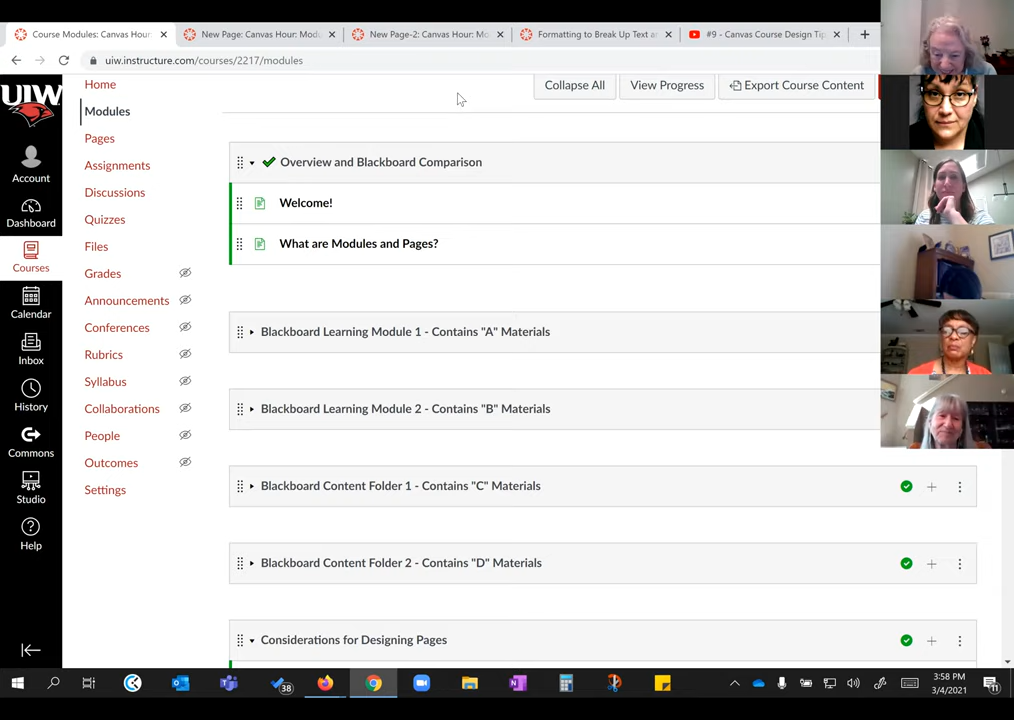 Course Modules: Canvas Hour:
New Page: Canvas Hour: Modu
New Page-2: Canvas Hour: Mo
Formatting to Break Up Text an
#9 - Canvas Course Design Tip
uiw.instructure.com/courses/2217/modules
UIW
Account
Dashboard
Courses
Calendar
Inbox
History
Commons
Studio
Help
Home
Modules
Pages
Assignments
Discussions
Quizzes
Files
Grades
Announcements
Conferences
Rubrics
Syllabus
Collaborations
People
Outcomes
Settings
Collapse All
View Progress
Export Course Content
Overview and Blackboard Comparison
Welcome!
What are Modules and Pages?
Blackboard Learning Module 1 - Contains "A" Materials
Blackboard Learning Module 2 - Contains "B" Materials
Blackboard Content Folder 1 - Contains "C" Materials
Blackboard Content Folder 2 - Contains "D" Materials
Considerations for Designing Pages
38
3:58 PM
3/4/2021
11